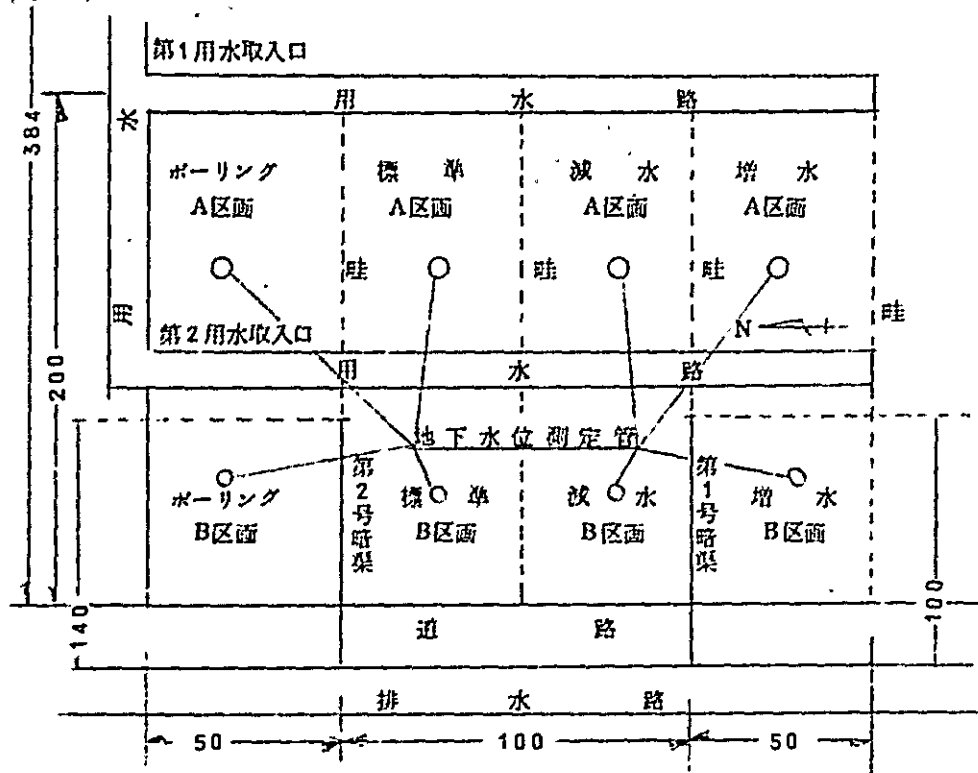 第1用水取入口
用 水 路
384
200
用水
ボーリング 標準 減水 増水
A区画 A区画 A区画 A区画
畦 畦 畦 畦
第2用水取入口 N
用 水 路
地下水位測定管
第2号暗渠 第1号暗渠
ボーリング 標準 減水 増水
B区画 B区画 B区画 B区画
140 100
道 路
排 水 路
50 100 50